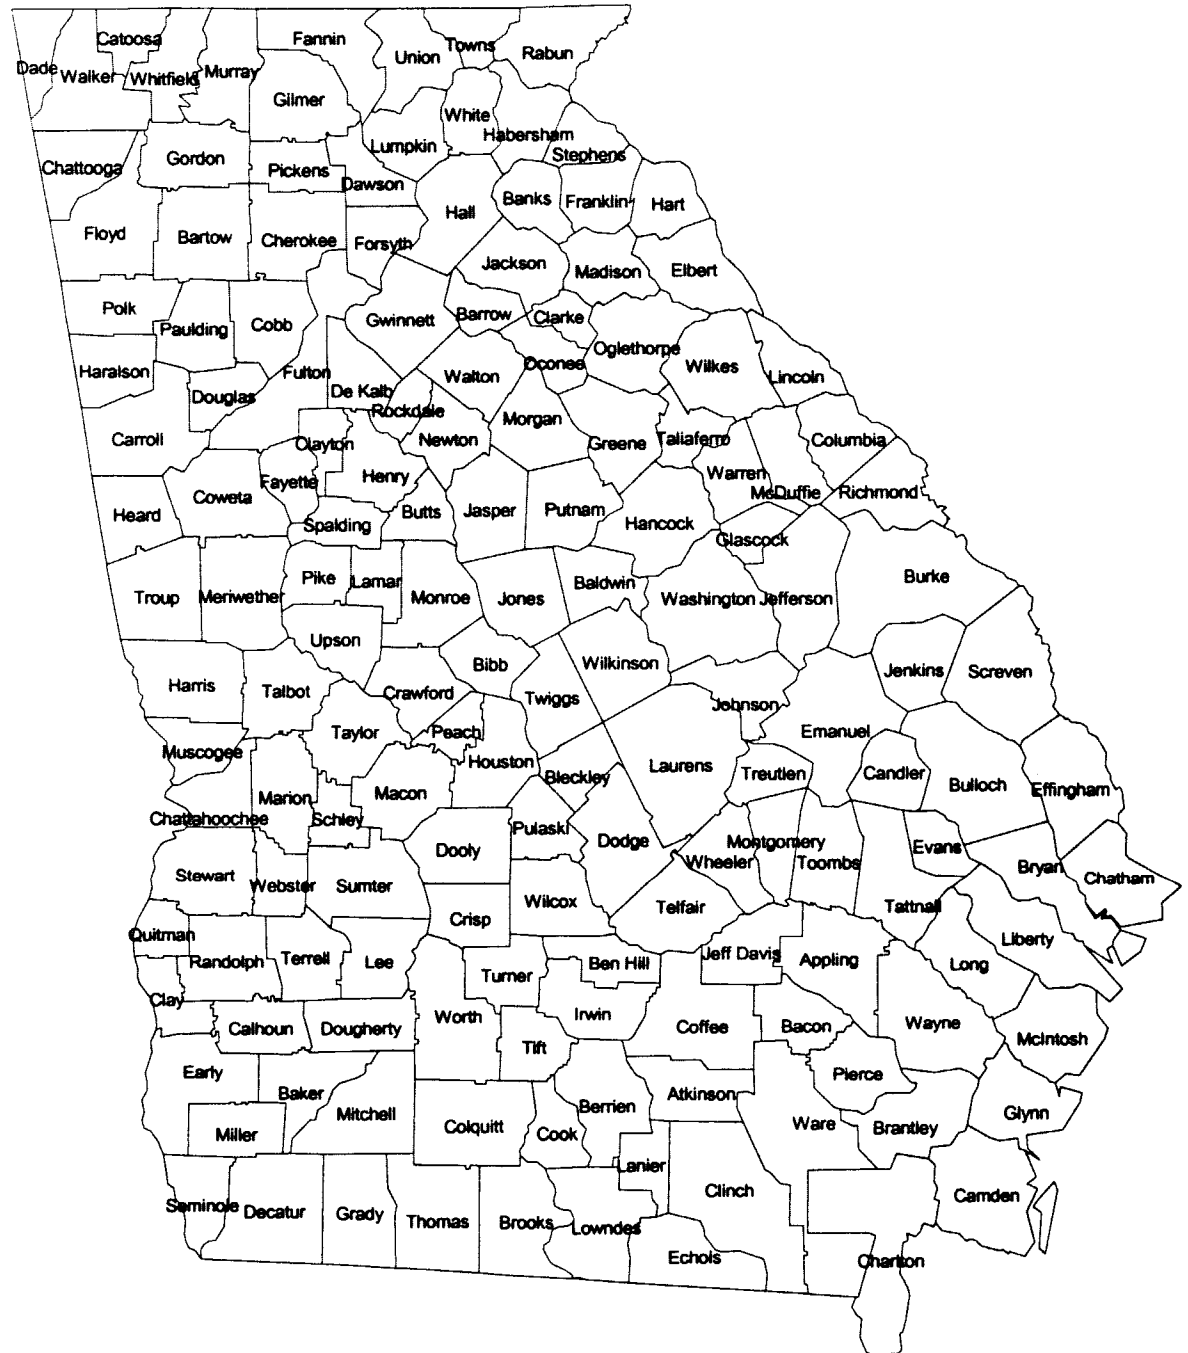 Fannin
Catoosa
Towns
Union
Rabun
Dade
Walker
Whitfield
Murray
Gilmer
White
Habersham
Lumpkin
Stephens
Gordon
Chattooga
Pickens
Dawson
Banks
Franklin
Hart
Hall
Floyd
Bartow
Cherokee
Forsyth
Jackson
Madison
Elbert
Polk
Paulding
Cobb
Gwinnett
Barrow
Clarke
Oglethorpe
Haralson
Fulton
Oconee
Wilkes
Lincoln
Walton
Douglas
De Kalb
Rockdale
Morgan
Carroll
Clayton
Newton
Greene
Taliaferro
Columbia
Fayette
Henry
Warren
McDuffie
Richmond
Coweta
Heard
Spalding
Butts
Jasper
Putnam
Hancock
Glascock
Pike
Lamar
Baldwin
Burke
Troup
Meriwether
Monroe
Jones
Washington
Jefferson
Upson
Bibb
Wilkinson
Jenkins
Screven
Harris
Talbot
Crawford
Twiggs
Johnson
Taylor
Peach
Emanuel
Muscogee
Houston
Laurens
Treutlen
Candler
Bulloch
Effingham
Bleckley
Marion
Macon
Chattahoochee
Schley
Pulaski
Dodge
Montgomery
Evans
Dooly
Wheeler
Toombs
Bryan
Chatham
Stewart
Webster
Sumter
Wilcox
Telfair
Tattnall
Crisp
Quitman
Liberty
Randolph
Terrell
Lee
Turner
Ben Hill
Jeff Davis
Appling
Long
Clay
Calhoun
Dougherty
Worth
Irwin
Coffee
Bacon
Wayne
McIntosh
Tift
Early
Baker
Pierce
Atkinson
Mitchell
Berrien
Glynn
Miller
Colquitt
Cook
Ware
Brantley
Lanier
Clinch
Camden
Seminole
Decatur
Grady
Thomas
Brooks
Lowndes
Echols
Charlton